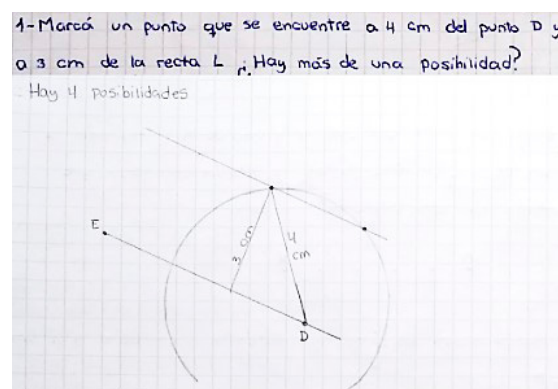 1-Marcá un punto que se encuentre a 4 cm del punto D y
a 3 cm de la recta L ¿Hay más de una posibilidad?
Hay 4 posibilidades
E
3 cm
4 cm
D